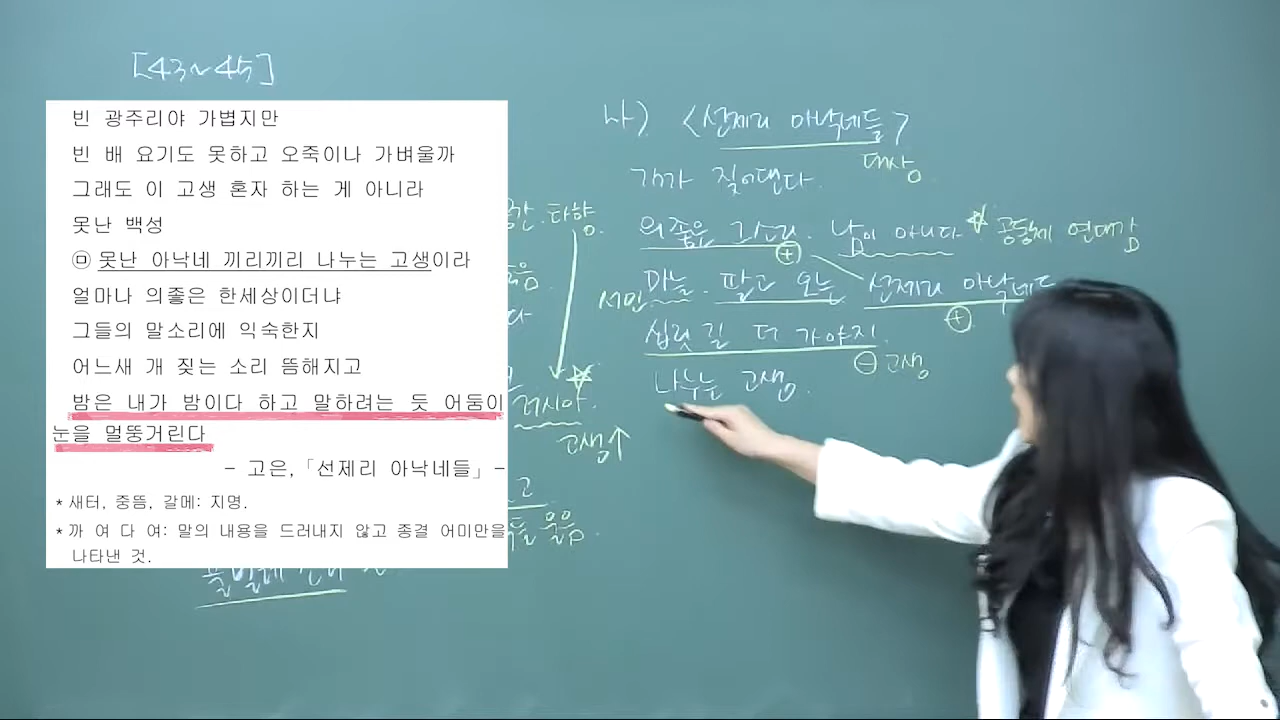 [43~45]
빈 광주리야 가볍지만
빈 배 요기도 못하고 오죽이나 가벼울까
그래도 이 고생 혼자 하는 게 아니라
못난 백성
㉤ 못난 아낙네 끼리끼리 나누는 고생이라
얼마나 의좋은 한세상이더냐
그들의 말소리에 익숙한지
어느새 개 짖는 소리 뜸해지고
밤은 내가 밤이다 하고 말하려는 듯 어둠이
눈을 멀뚱거린다
- 고은,「선제리 아낙네들」-
* 새터, 중뜸, 갈메: 지명.
* 까 여 다 여: 말의 내용을 드러내지 않고 종결 어미만을
나타낸 것.
타향.
고생↑
웃음.
나) <선제리 아낙네들>
대상
개가 짖어댄다.
의좋은 그 소리. 남이 아니다 공동체 연대감
⊕
서민 마늘. 팔고 오는 선제리 아낙네들
⊕
십릿 길 더 가야지.
⊖ 고생
나누는 고생.